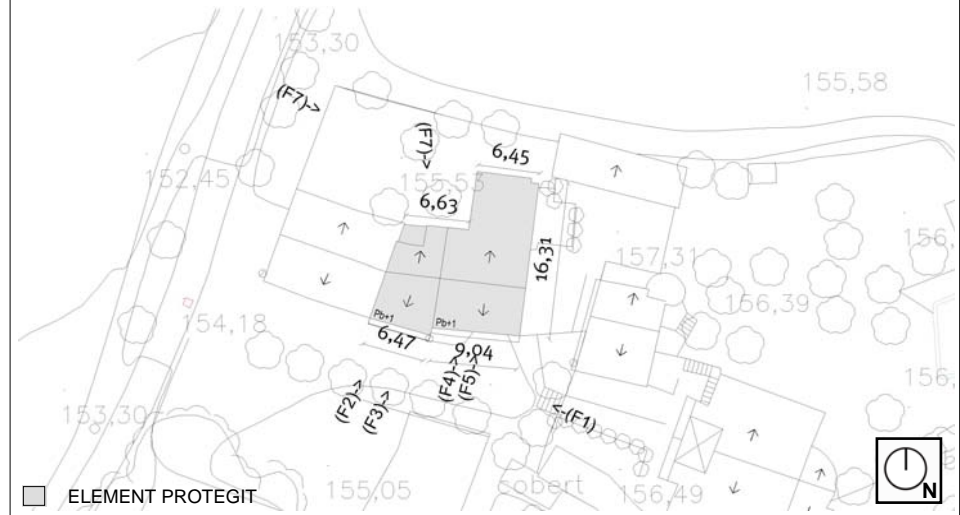 153,30
155,58
(F7)->
(F7)->
6,45
152,45
155,53
6,63
16,31
157,31
156,
156,39
Pb+1
Pb+1
154,18
6,47
9,04
(F4)->
(F5)->
156,
(F2)->
(F3)->
<-(F1)
153,30
155,05
cobert
156,49
N
ELEMENT PROTEGIT